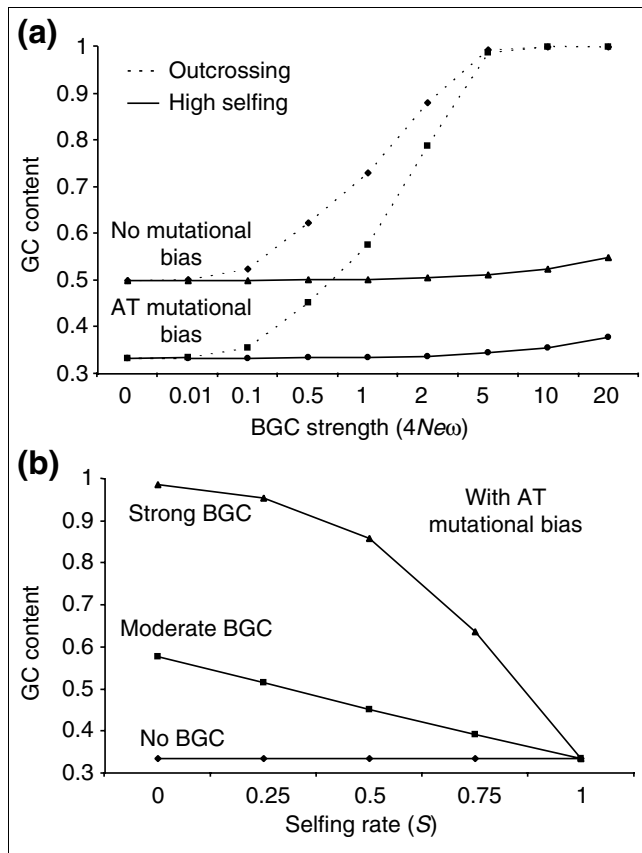 (a)
1
0.9
0.8
0.7
0.6
0.5
0.4
0.3
GC content
Outcrossing
High selfing
No mutational
bias
AT mutational
bias
0 0.01 0.1 0.5 1 2 5 10 20
BGC strength (4Neω)
(b)
1
0.9
0.8
0.7
0.6
0.5
0.4
0.3
GC content
Strong BGC
With AT
mutational bias
Moderate BGC
No BGC
0 0.25 0.5 0.75 1
Selfing rate (S)